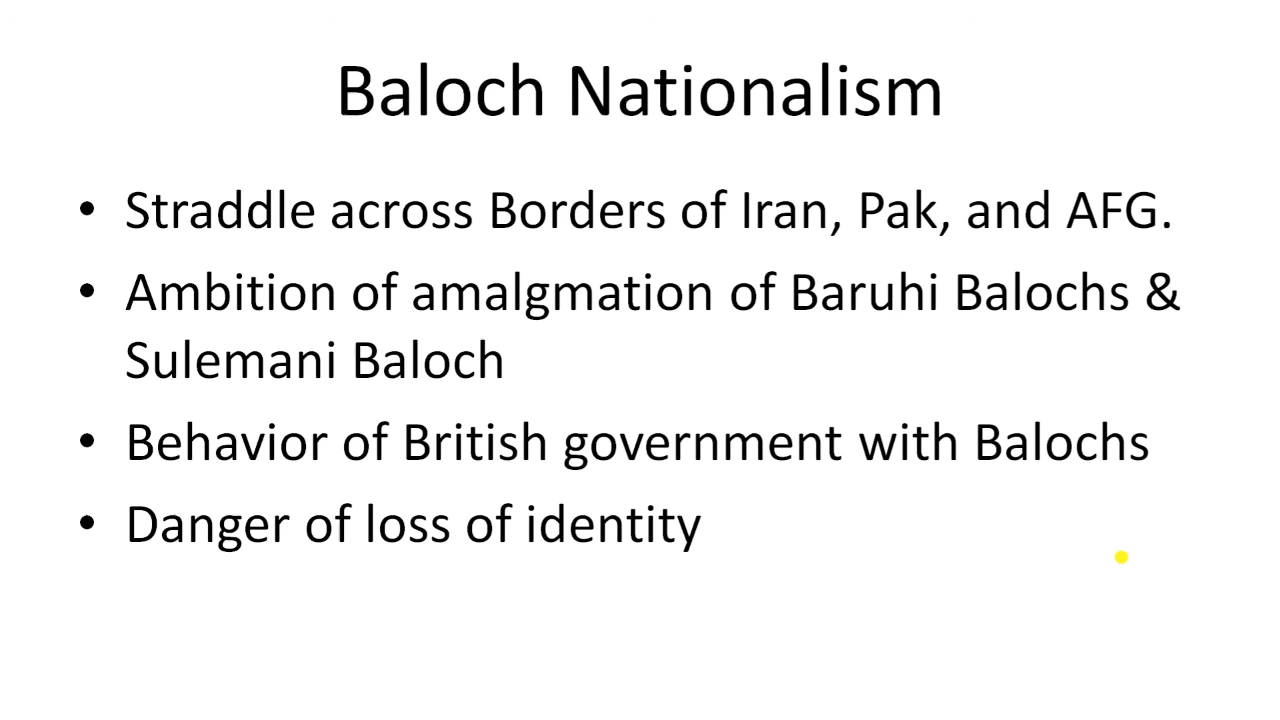 Baloch Nationalism
• Straddle across Borders of Iran, Pak, and AFG.
• Ambition of amalgmation of Baruhi Balochs &
Sulemani Baloch
• Behavior of British government with Balochs
• Danger of loss of identity